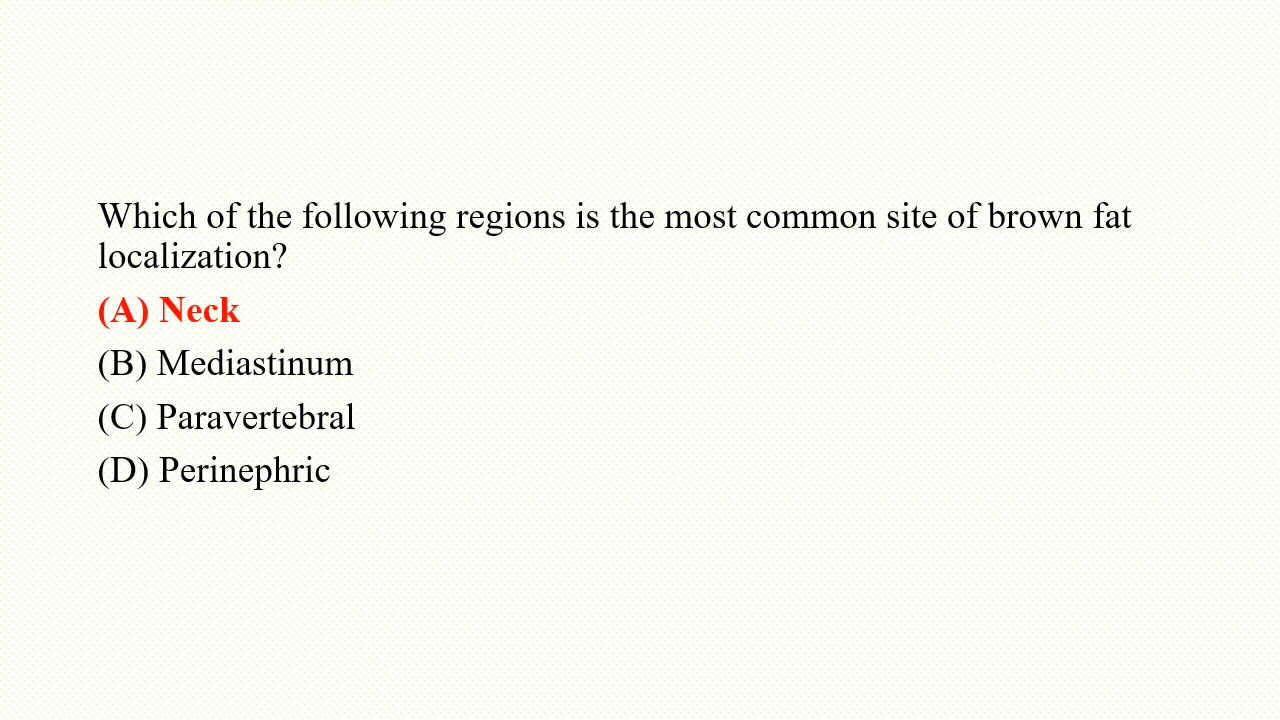 Which of the following regions is the most common site of brown fat
localization?
(A) Neck
(B) Mediastinum
(C) Paravertebral
(D) Perinephric